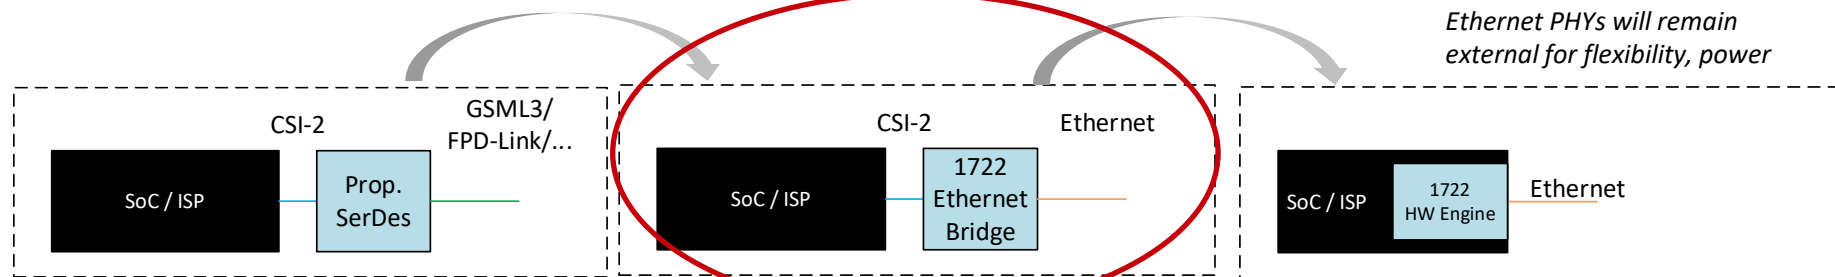 Ethernet PHYs will remain
external for flexibility, power
CSI-2
GSML3/
FPD-Link/...
SoC / ISP
Prop.
SerDes
CSI-2
Ethernet
SoC / ISP
1722
Ethernet
Bridge
SoC / ISP
1722
HW Engine
Ethernet